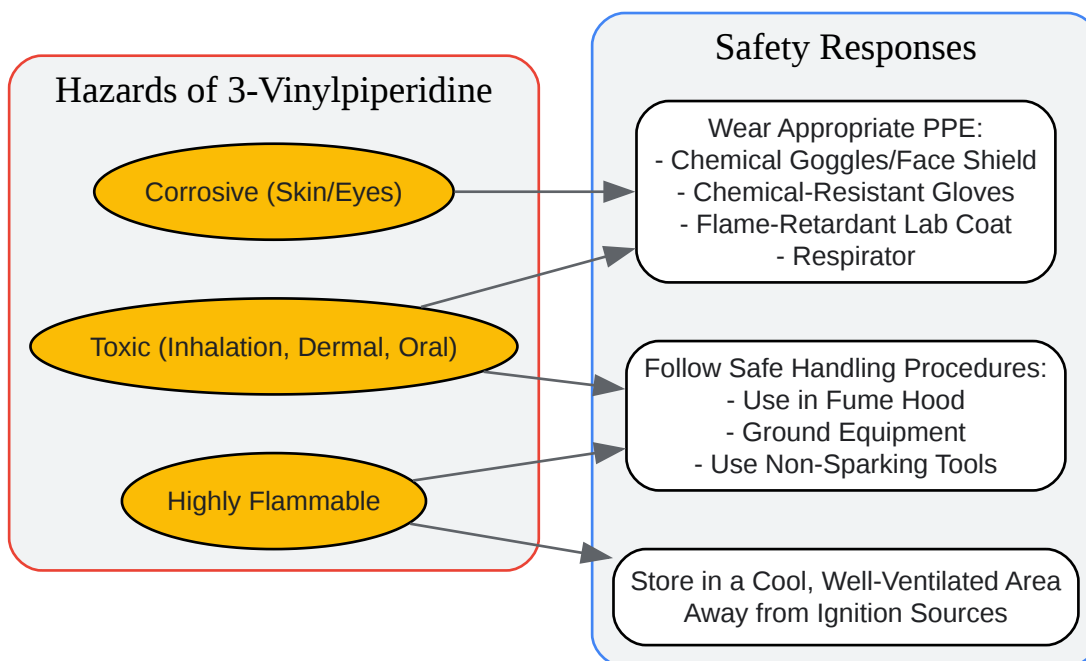 Hazards of 3-Vinylpiperidine
Corrosive (Skin/Eyes)
Toxic (Inhalation, Dermal, Oral)
Highly Flammable
Safety Responses
Wear Appropriate PPE:
- Chemical Goggles/Face Shield
- Chemical-Resistant Gloves
- Flame-Retardant Lab Coat
- Respirator
Follow Safe Handling Procedures:
- Use in Fume Hood
- Ground Equipment
- Use Non-Sparking Tools
Store in a Cool, Well-Ventilated Area
Away from Ignition Sources